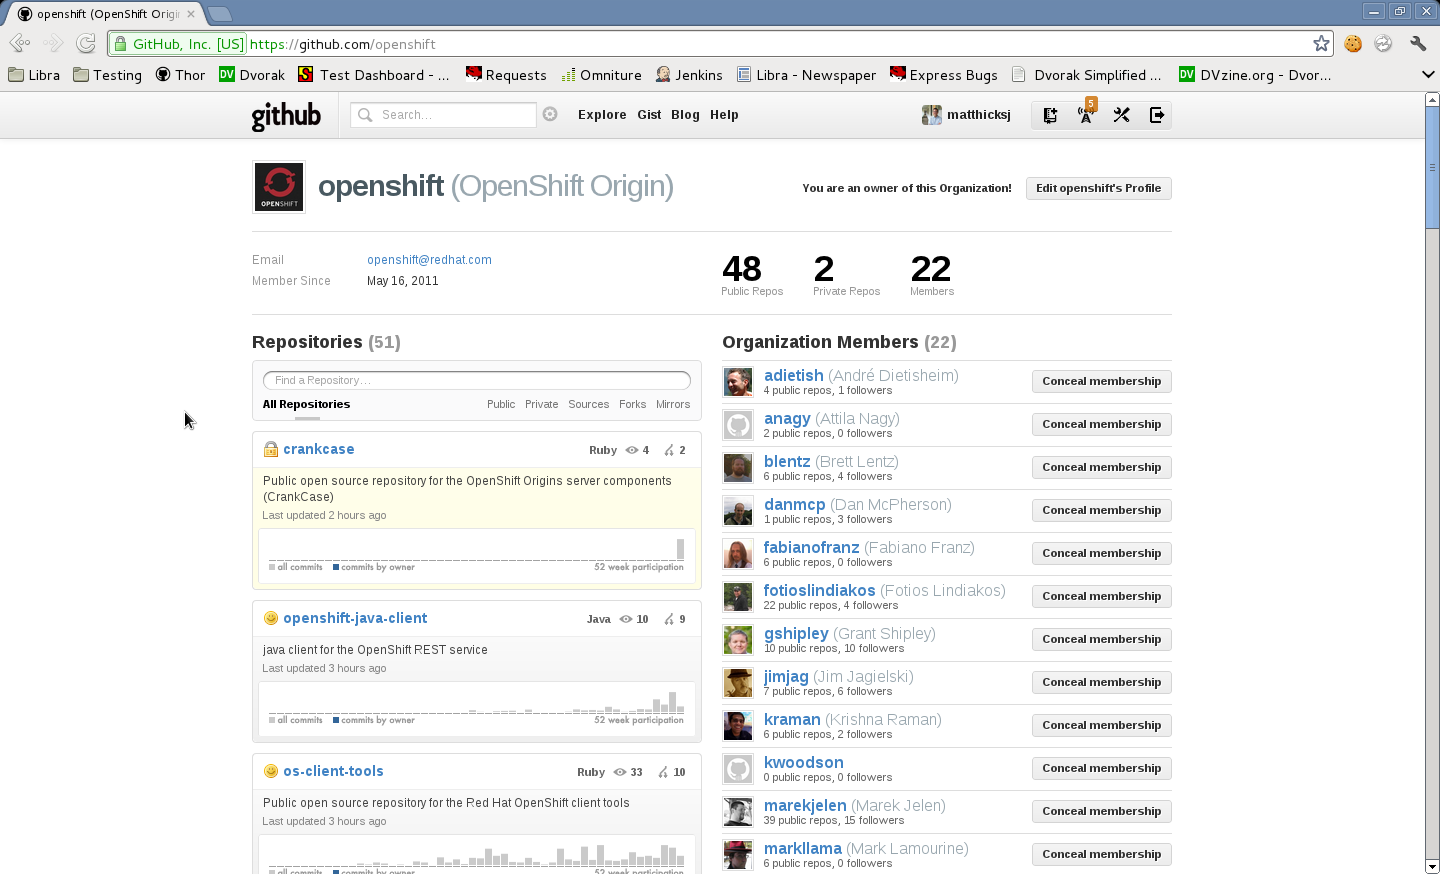 openshift (OpenShift Origi
GitHub, Inc. [US] https://github.com/openshift
Libra Testing Thor DV Dvorak Test Dashboard - ... Requests Omniture Jenkins Libra - Newspaper Express Bugs Dvorak Simplified ... DV DVzine.org - Dvor...
github Search... Explore Gist Blog Help matthicksj 5
OPENSHIFT openshift (OpenShift Origin) You are an owner of this Organization! Edit openshift's Profile
Email openshift@redhat.com
Member Since May 16, 2011
48 2 22
Public Repos Private Repos Members
Repositories (51)
Find a Repository...
All Repositories Public Private Sources Forks Mirrors
crankcase Ruby 4 2
Public open source repository for the OpenShift Origins server components
(CrankCase)
Last updated 2 hours ago
all commits commits by owner 52 week participation
openshift-java-client Java 10 9
java client for the OpenShift REST service
Last updated 3 hours ago
all commits commits by owner 52 week participation
os-client-tools Ruby 33 10
Public open source repository for the Red Hat OpenShift client tools
Last updated 3 hours ago
all commits commits by owner 52 week participation
Organization Members (22)
adietish (André Dietisheim) Conceal membership
4 public repos, 1 followers
anagy (Attila Nagy) Conceal membership
2 public repos, 0 followers
blentz (Brett Lentz) Conceal membership
6 public repos, 4 followers
danmcp (Dan McPherson) Conceal membership
1 public repos, 3 followers
fabianofranz (Fabiano Franz) Conceal membership
6 public repos, 0 followers
fotioslindiakos (Fotios Lindiakos) Conceal membership
22 public repos, 4 followers
gshipley (Grant Shipley) Conceal membership
10 public repos, 10 followers
jimjag (Jim Jagielski) Conceal membership
7 public repos, 6 followers
kraman (Krishna Raman) Conceal membership
6 public repos, 2 followers
kwoodson Conceal membership
0 public repos, 0 followers
marekjelen (Marek Jelen) Conceal membership
39 public repos, 15 followers
markllama (Mark Lamourine) Conceal membership
6 public repos, 0 followers